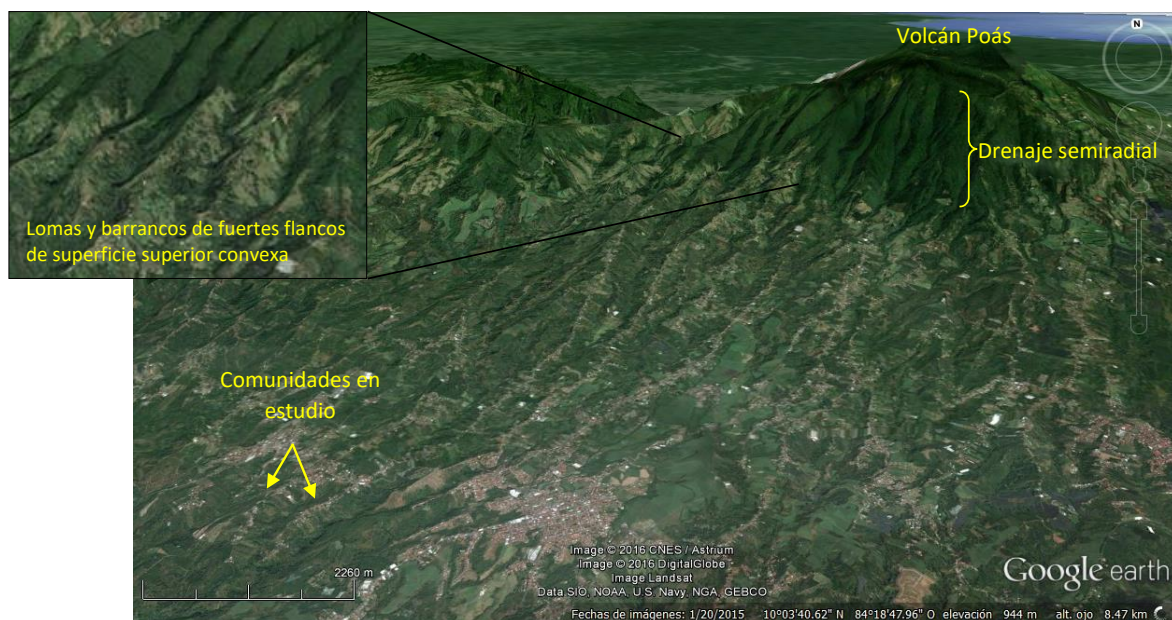 Volcán Poás
N
Drenaje semiradial
Lomas y barrancos de fuertes flancos
de superficie superior convexa
Comunidades en
estudio
2260 m
Image © 2016 CNES / Astrium
Image © 2016 DigitalGlobe
Image Landsat
Data SIO, NOAA, U.S. Navy, NGA, GEBCO
Google earth
Fechas de imágenes: 1/20/2015 10°03'40.62" N 84°18'47.96" O elevación 944 m alt. ojo 8.47 km